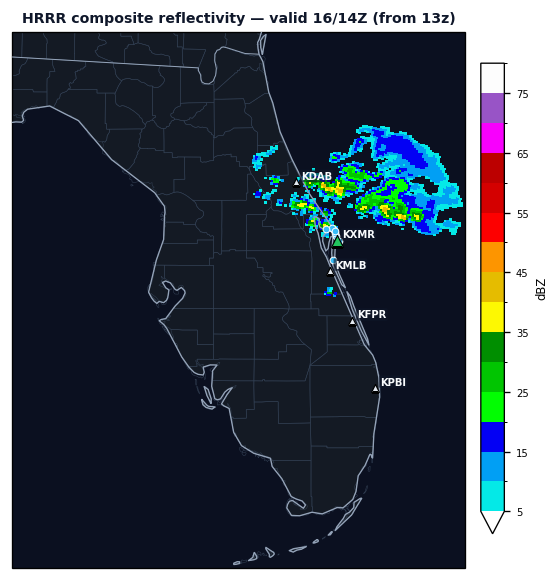 HRRR composite reflectivity — valid 16/14Z (from 13z)
75
65
55
45
35
25
15
5
dBZ
KDAB
KXMR
KMLB
KFPR
KPBI